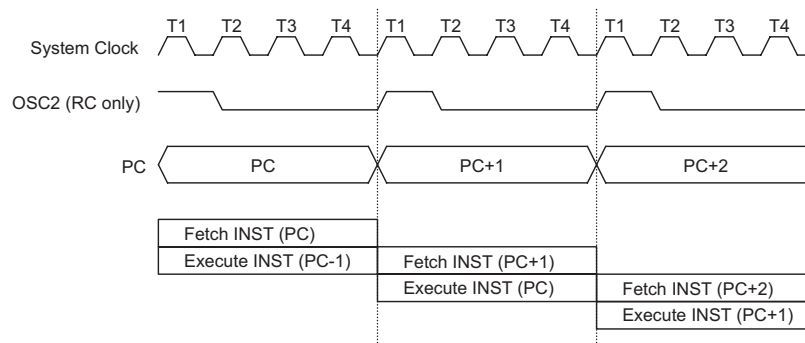 T1 T2 T3 T4 T1 T2 T3 T4 T1 T2 T3 T4
System Clock
OSC2 (RC only)
PC PC PC+1 PC+2
Fetch INST (PC)
Execute INST (PC-1) Fetch INST (PC+1)
Execute INST (PC) Fetch INST (PC+2)
Execute INST (PC+1)